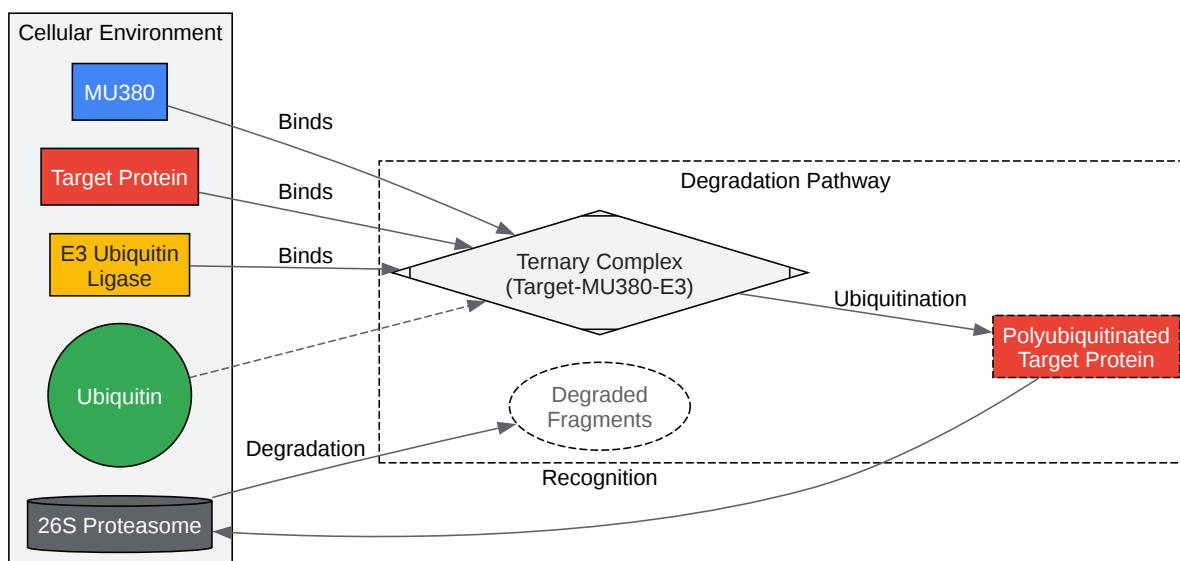 Cellular Environment
MU380
Target Protein
E3 Ubiquitin
Ligase
Ubiquitin
26S Proteasome
Binds
Binds
Binds
Degradation
Degradation Pathway
Ternary Complex
(Target-MU380-E3)
Ubiquitination
Polyubiquitinated
Target Protein
Degraded
Fragments
Recognition